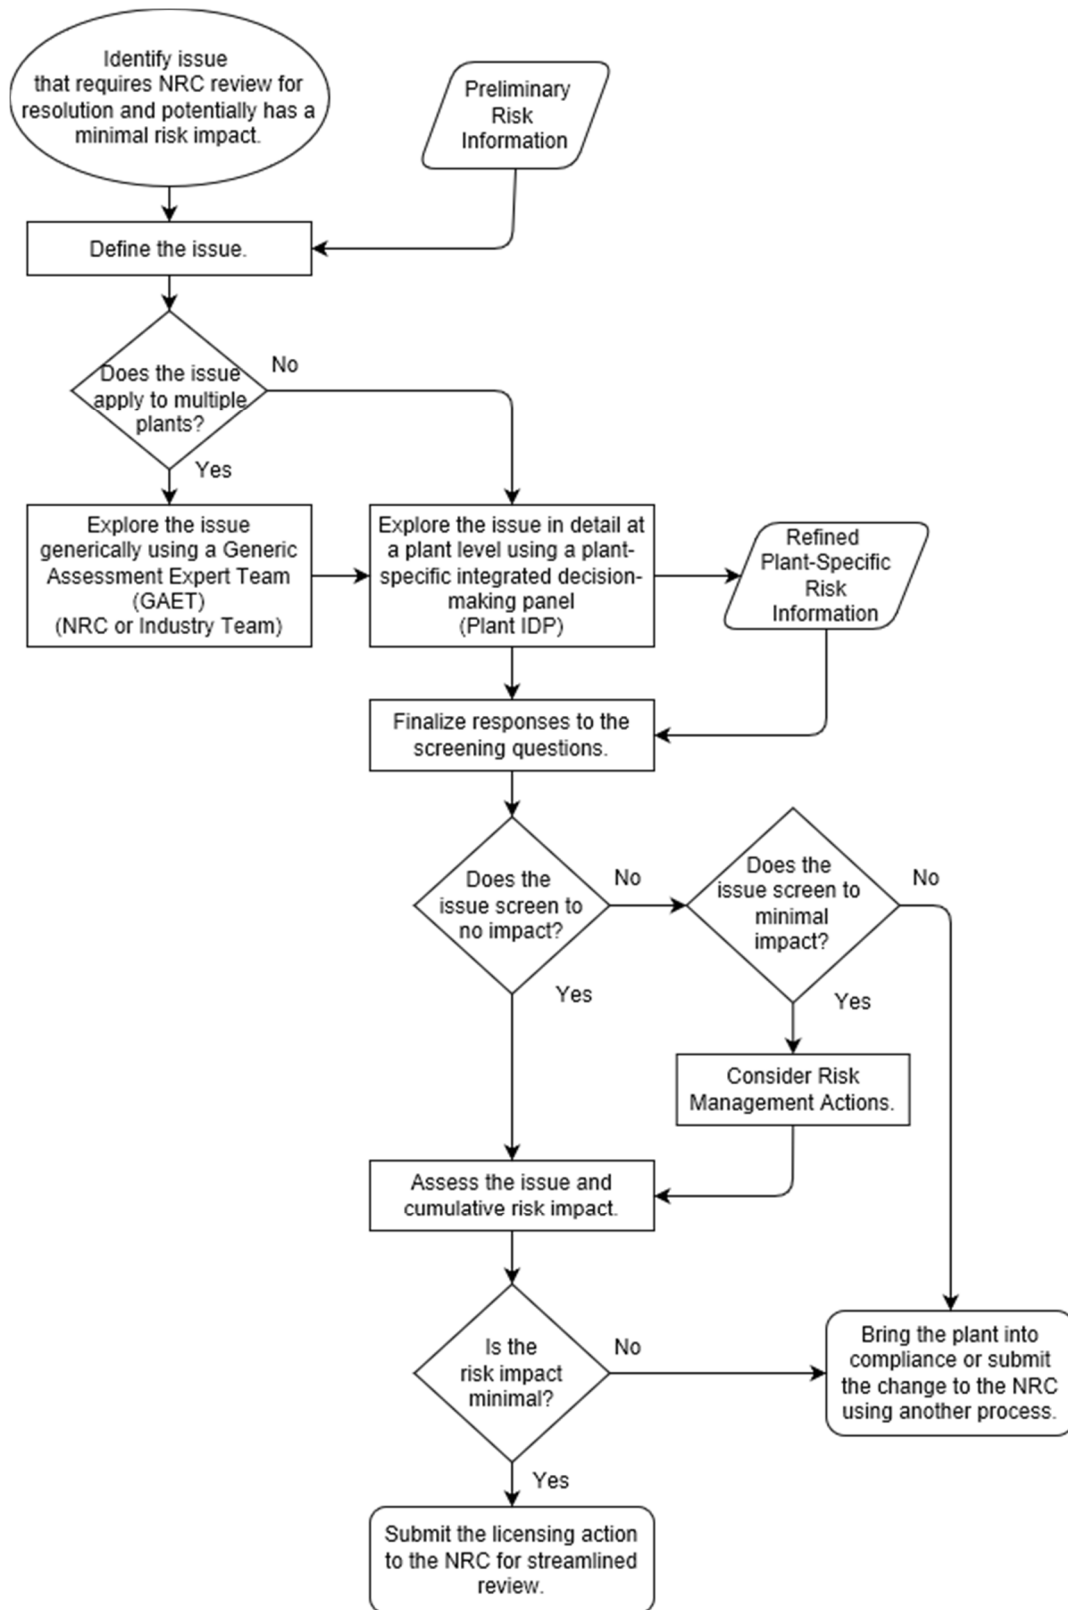 Identify issue
that requires NRC review for
resolution and potentially has a
minimal risk impact.
Preliminary
Risk
Information
Define the issue.
Does the issue
apply to multiple
plants?
No
Yes
Explore the issue
generically using a Generic
Assessment Expert Team
(GAET)
(NRC or Industry Team)
Explore the issue in detail at
a plant level using a plant-
specific integrated decision-
making panel
(Plant IDP)
Refined
Plant-Specific
Risk
Information
Finalize responses to the
screening questions.
Does the
issue screen to
no impact?
No
Does the
issue screen to
minimal
impact?
No
Yes
Yes
Consider Risk
Management Actions.
Assess the issue and
cumulative risk impact.
Is the
risk impact
minimal?
No
Bring the plant into
compliance or submit
the change to the NRC
using another process.
Yes
Submit the licensing action
to the NRC for streamlined
review.